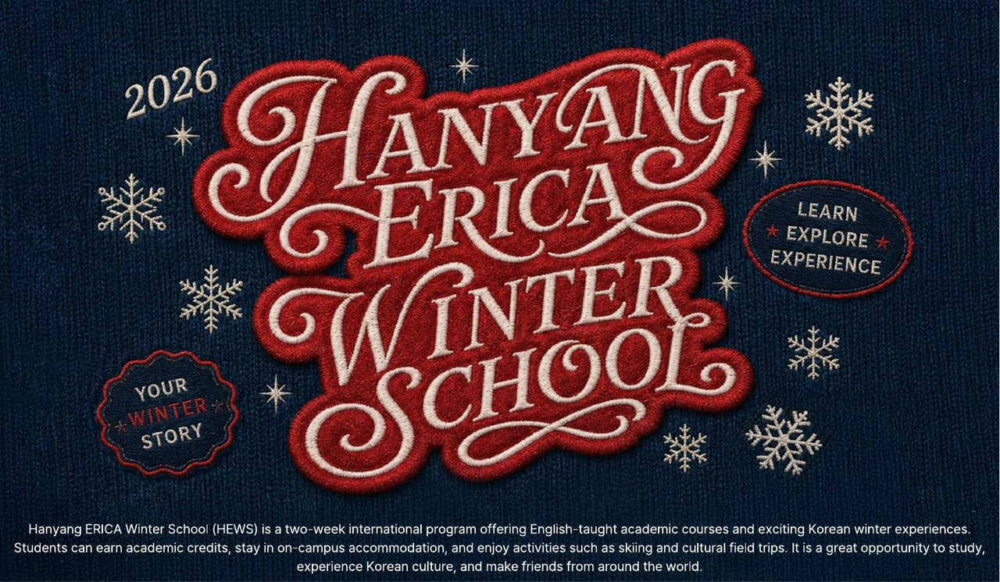 2026
HANYANG
ERICA
WINTER
SCHOOL
LEARN
EXPLORE
EXPERIENCE
YOUR
WINTER
STORY
Hanyang ERICA Winter School (HEWS) is a two-week international program offering English-taught academic courses and exciting Korean winter experiences.
Students can earn academic credits, stay in on-campus accommodation, and enjoy activities such as skiing and cultural field trips. It is a great opportunity to study,
experience Korean culture, and make friends from around the world.